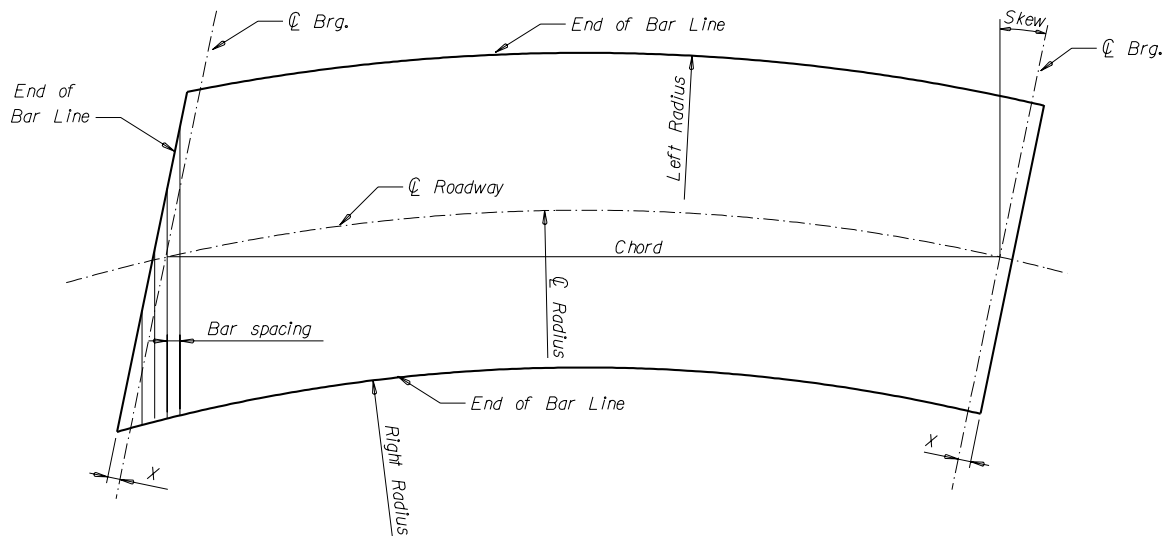 ℄ Brg.
End of Bar Line
Skew
℄ Brg.
End of
Bar Line
Left Radius
℄ Roadway
Chord
℄ Radius
Bar spacing
End of Bar Line
Right Radius
X
X